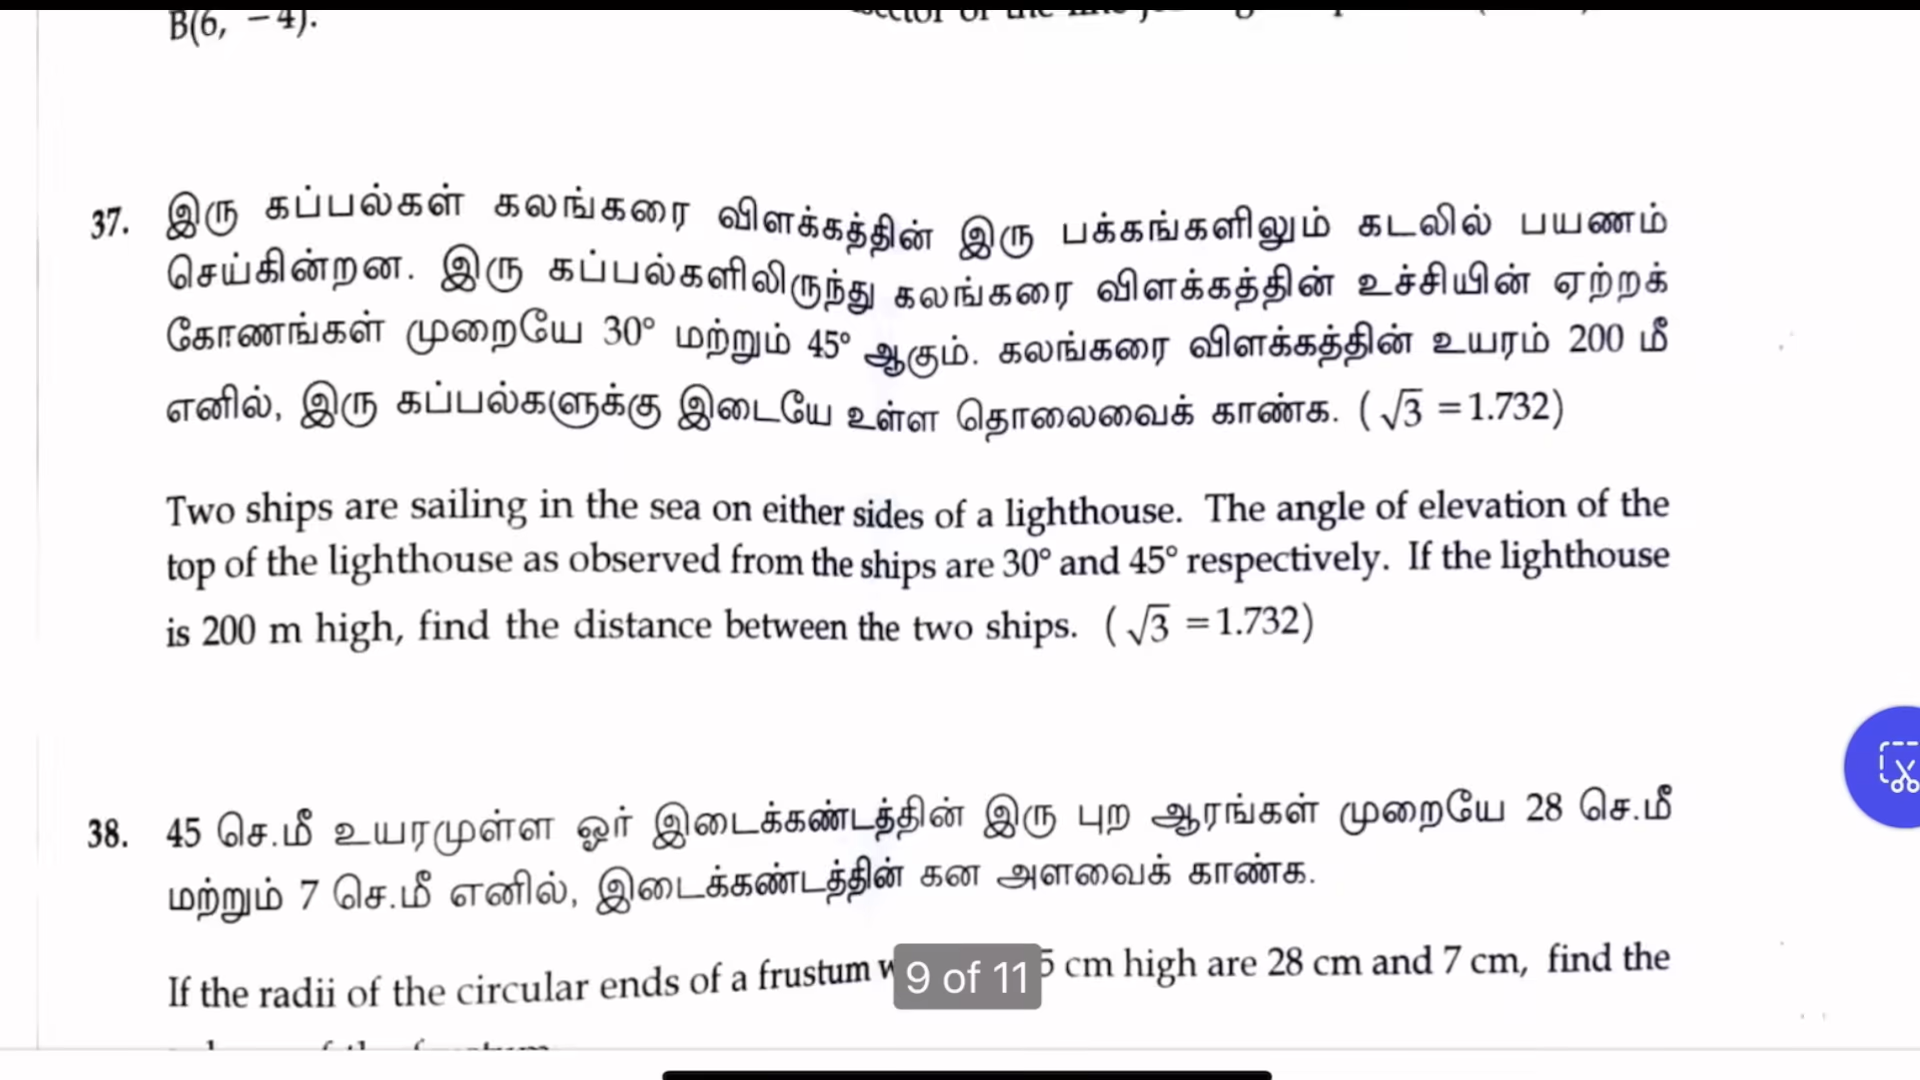 B(6, −4).
37. இரு கப்பல்கள் கலங்கரை விளக்கத்தின் இரு பக்கங்களிலும் கடலில் பயணம்
செய்கின்றன. இரு கப்பல்களிலிருந்து கலங்கரை விளக்கத்தின் உச்சியின் ஏற்றக்
கோணங்கள் முறையே 30° மற்றும் 45° ஆகும். கலங்கரை விளக்கத்தின் உயரம் 200 மீ
எனில், இரு கப்பல்களுக்கு இடையே உள்ள தொலைவைக் காண்க. (√3 = 1.732)
Two ships are sailing in the sea on either sides of a lighthouse. The angle of elevation of the
top of the lighthouse as observed from the ships are 30° and 45° respectively. If the lighthouse
is 200 m high, find the distance between the two ships. (√3 = 1.732)
38. 45 செ.மீ உயரமுள்ள ஓர் இடைக்கண்டத்தின் இரு புற ஆரங்கள் முறையே 28 செ.மீ
மற்றும் 7 செ.மீ எனில், இடைக்கண்டத்தின் கன அளவைக் காண்க.
If the radii of the circular ends of a frustum 9 of 11 cm high are 28 cm and 7 cm, find the